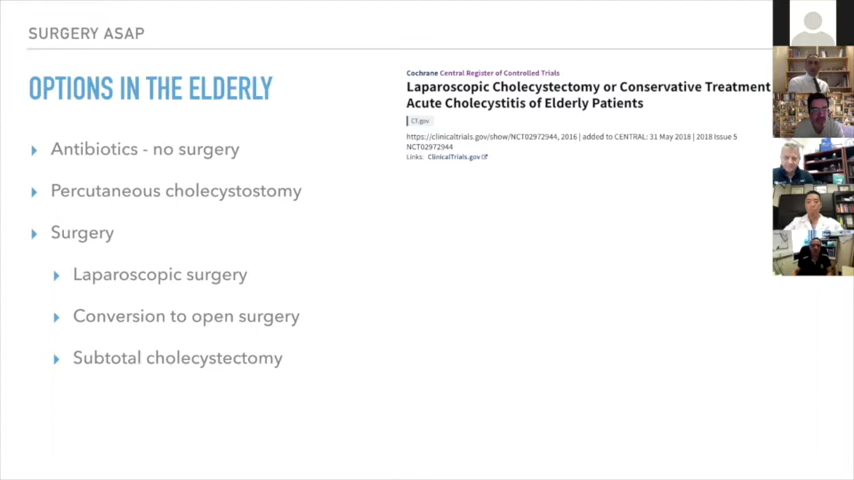 SURGERY ASAP
OPTIONS IN THE ELDERLY
Antibiotics - no surgery
Percutaneous cholecystostomy
Surgery
Laparoscopic surgery
Conversion to open surgery
Subtotal cholecystectomy
Cochrane Central Register of Controlled Trials
Laparoscopic Cholecystectomy or Conservative Treatment
Acute Cholecystitis of Elderly Patients
CT.gov
https://clinicaltrials.gov/show/NCT02972944, 2016 | added to CENTRAL: 31 May 2018 | 2018 Issue 5
NCT02972944
Links: ClinicalTrials.gov